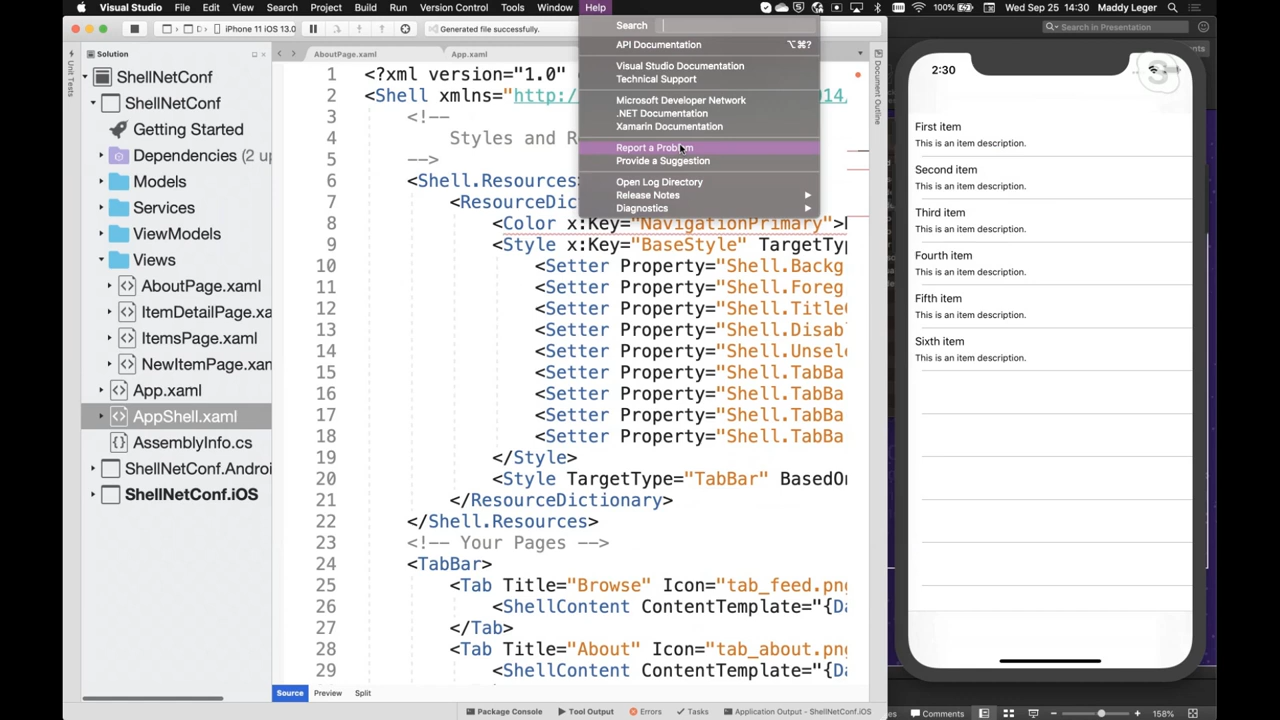 Visual Studio File Edit View Search Project Build Run Version Control Tools Window Help
100% Wed Sep 25 14:30 Maddy Leger
iPhone 11 iOS 13.0
Generated file successfully.
Search in Presentation
Solution
AboutPage.xaml
App.xaml
Unit Tests
Document Outline
ShellNetConf
ShellNetConf
Getting Started
Dependencies (2 up
Models
Services
ViewModels
Views
AboutPage.xaml
ItemDetailPage.xa
ItemsPage.xaml
NewItemPage.xam
App.xaml
AppShell.xaml
AssemblyInfo.cs
ShellNetConf.Androi
ShellNetConf.iOS
Search
API Documentation ⌥⌘?
Visual Studio Documentation
Technical Support
Microsoft Developer Network
.NET Documentation
Xamarin Documentation
Report a Problem
Provide a Suggestion
Open Log Directory
Release Notes
Diagnostics
1 <?xml version="1.0"
2 <Shell xmlns="http:/ 014/
3 <!--
4 Styles and R
5 -->
6 <Shell.Resources>
7 <ResourceDic
8 <Color x:Key="NavigationPrimary">
9 <Style x:Key="BaseStyle" TargetTyp
10 <Setter Property="Shell.Backg
11 <Setter Property="Shell.Foreg
12 <Setter Property="Shell.Title
13 <Setter Property="Shell.Disab
14 <Setter Property="Shell.Unsel
15 <Setter Property="Shell.TabBa
16 <Setter Property="Shell.TabBa
17 <Setter Property="Shell.TabBa
18 <Setter Property="Shell.TabBa
19 </Style>
20 <Style TargetType="TabBar" BasedOn
21 </ResourceDictionary>
22 </Shell.Resources>
23 <!-- Your Pages -->
24 <TabBar>
25 <Tab Title="Browse" Icon="tab_feed.png
26 <ShellContent ContentTemplate="{Da
27 </Tab>
28 <Tab Title="About" Icon="tab_about.png
29 <ShellContent ContentTemplate="{Da
Source Preview Split
Package Console Tool Output Errors Tasks Application Output - ShellNetConf.iOS
2:30
First item
This is an item description.
Second item
This is an item description.
Third item
This is an item description.
Fourth item
This is an item description.
Fifth item
This is an item description.
Sixth item
This is an item description.
Comments
158%